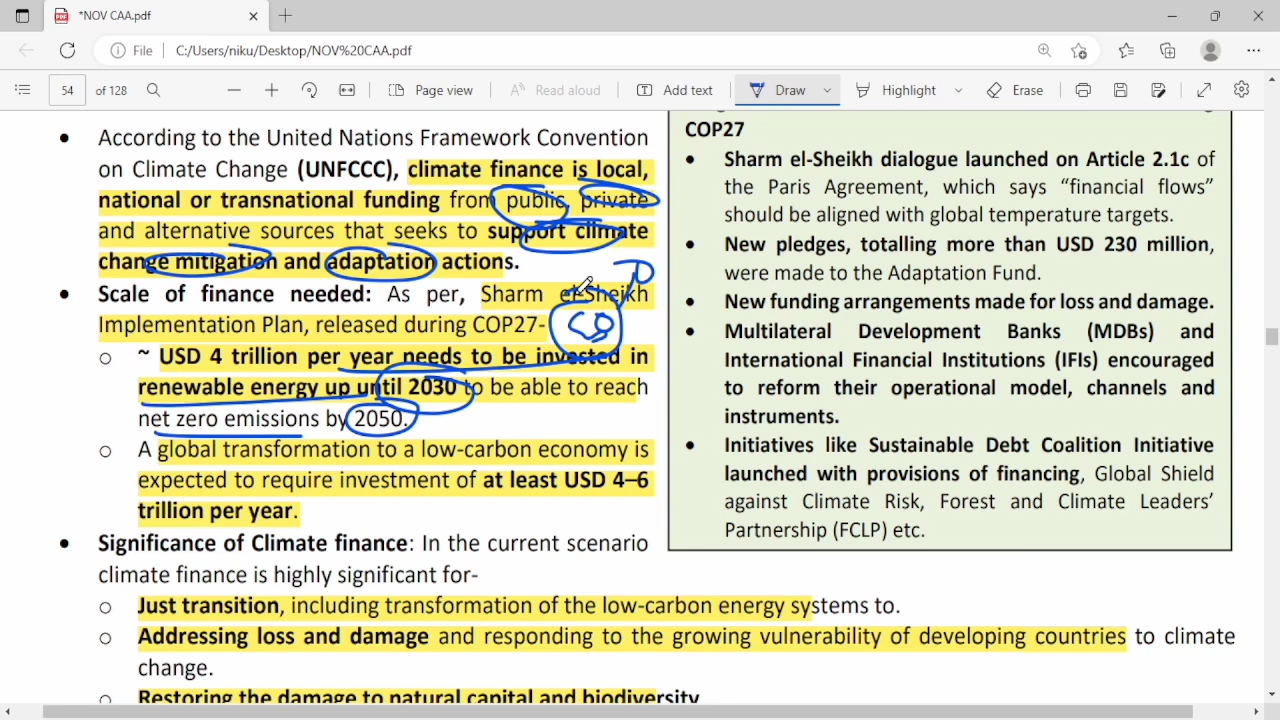 *NOV CAA.pdf
File
C:/Users/niku/Desktop/NOV%20CAA.pdf
54 of 128
Page view
Read aloud
Add text
Draw
Highlight
Erase
• According to the United Nations Framework Convention
on Climate Change (UNFCCC), climate finance is local,
national or transnational funding from public, private
and alternative sources that seeks to support climate
change mitigation and adaptation actions.
• Scale of finance needed: As per, Sharm el-Sheikh
Implementation Plan, released during COP27-
o ~ USD 4 trillion per year needs to be invested in
renewable energy up until 2030 to be able to reach
net zero emissions by 2050.
o A global transformation to a low-carbon economy is
expected to require investment of at least USD 4–6
trillion per year.
• Significance of Climate finance: In the current scenario
climate finance is highly significant for-
o Just transition, including transformation of the low-carbon energy systems to.
o Addressing loss and damage and responding to the growing vulnerability of developing countries to climate
change.
o Restoring the damage to natural capital and biodiversity
COP27
• Sharm el-Sheikh dialogue launched on Article 2.1c of
the Paris Agreement, which says “financial flows”
should be aligned with global temperature targets.
• New pledges, totalling more than USD 230 million,
were made to the Adaptation Fund.
• New funding arrangements made for loss and damage.
• Multilateral Development Banks (MDBs) and
International Financial Institutions (IFIs) encouraged
to reform their operational model, channels and
instruments.
• Initiatives like Sustainable Debt Coalition Initiative
launched with provisions of financing, Global Shield
against Climate Risk, Forest and Climate Leaders’
Partnership (FCLP) etc.